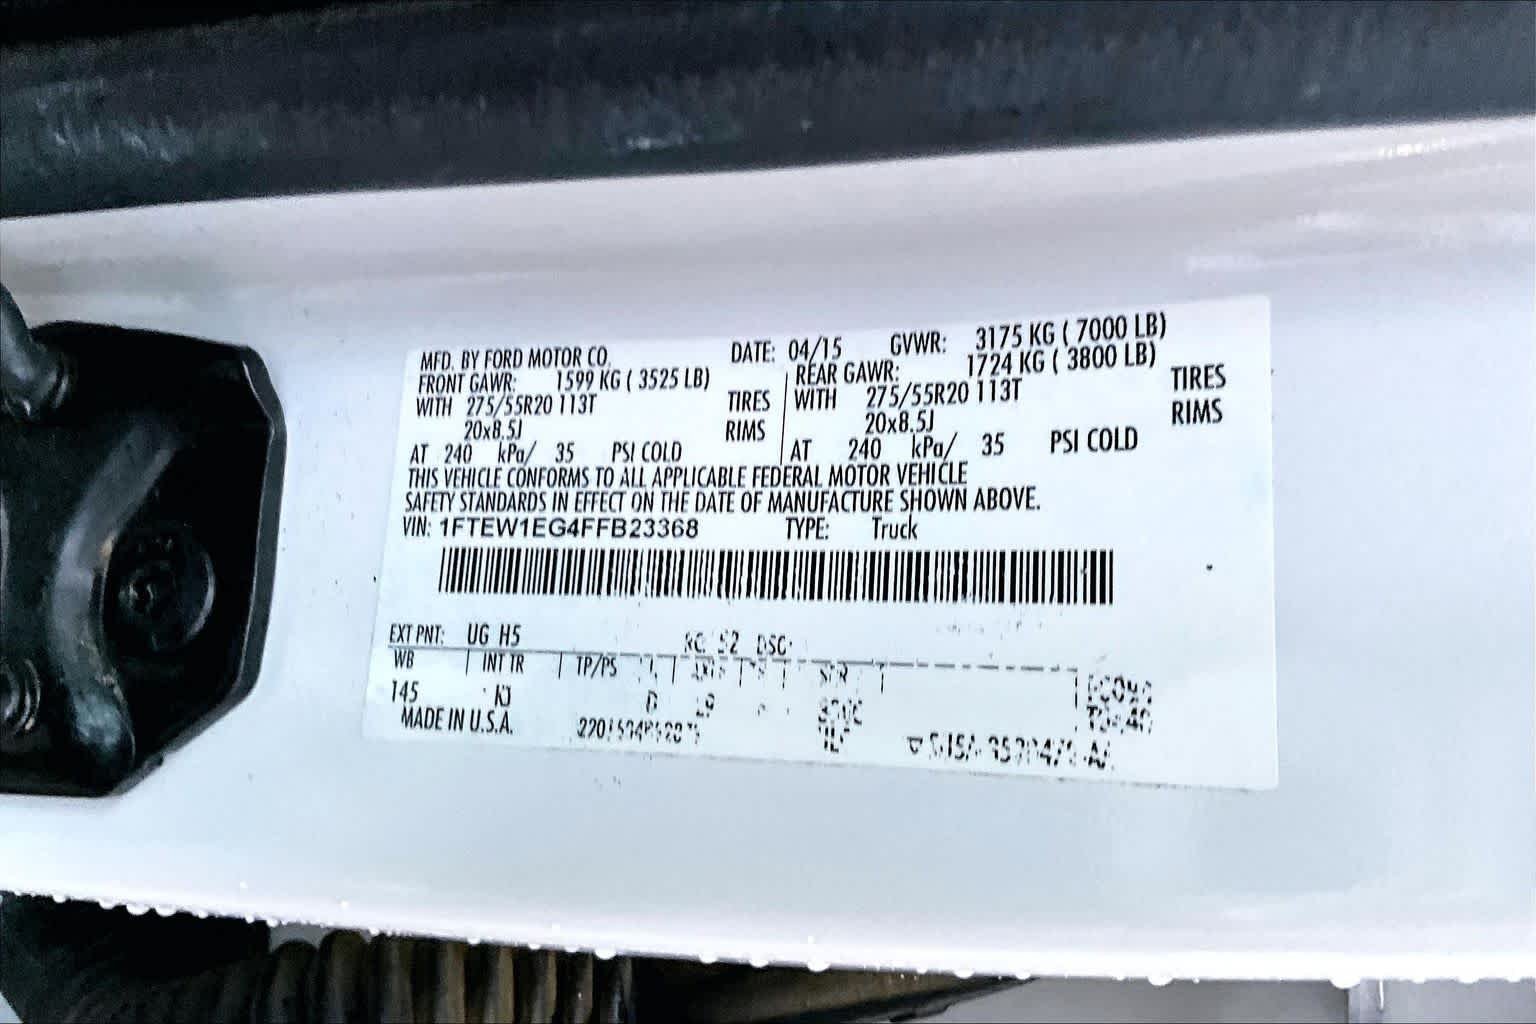 MFD. BY FORD MOTOR CO. DATE: 04/15 GVWR: 3175 KG ( 7000 LB)
FRONT GAWR: 1599 KG ( 3525 LB) REAR GAWR: 1724 KG ( 3800 LB)
WITH 275/55R20 113T TIRES WITH 275/55R20 113T TIRES
20x8.5J RIMS 20x8.5J RIMS
AT 240 kPa/ 35 PSI COLD AT 240 kPa/ 35 PSI COLD
THIS VEHICLE CONFORMS TO ALL APPLICABLE FEDERAL MOTOR VEHICLE
SAFETY STANDARDS IN EFFECT ON THE DATE OF MANUFACTURE SHOWN ABOVE.
VIN: 1FTEW1EG4FFB23368 TYPE: Truck
EXT PNT: UG H5 52 DSO:
WB INT TR TP/PS
145
MADE IN U.S.A.